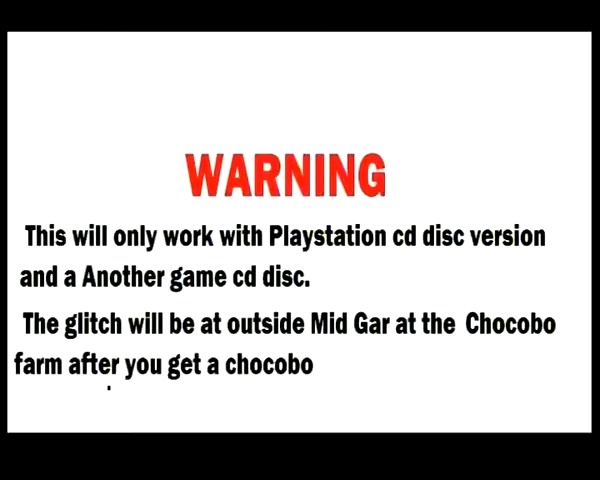 WARNING
This will only work with Playstation cd disc version
and a Another game cd disc.
The glitch will be at outside Mid Gar at the Chocobo
farm after you get a chocobo
.